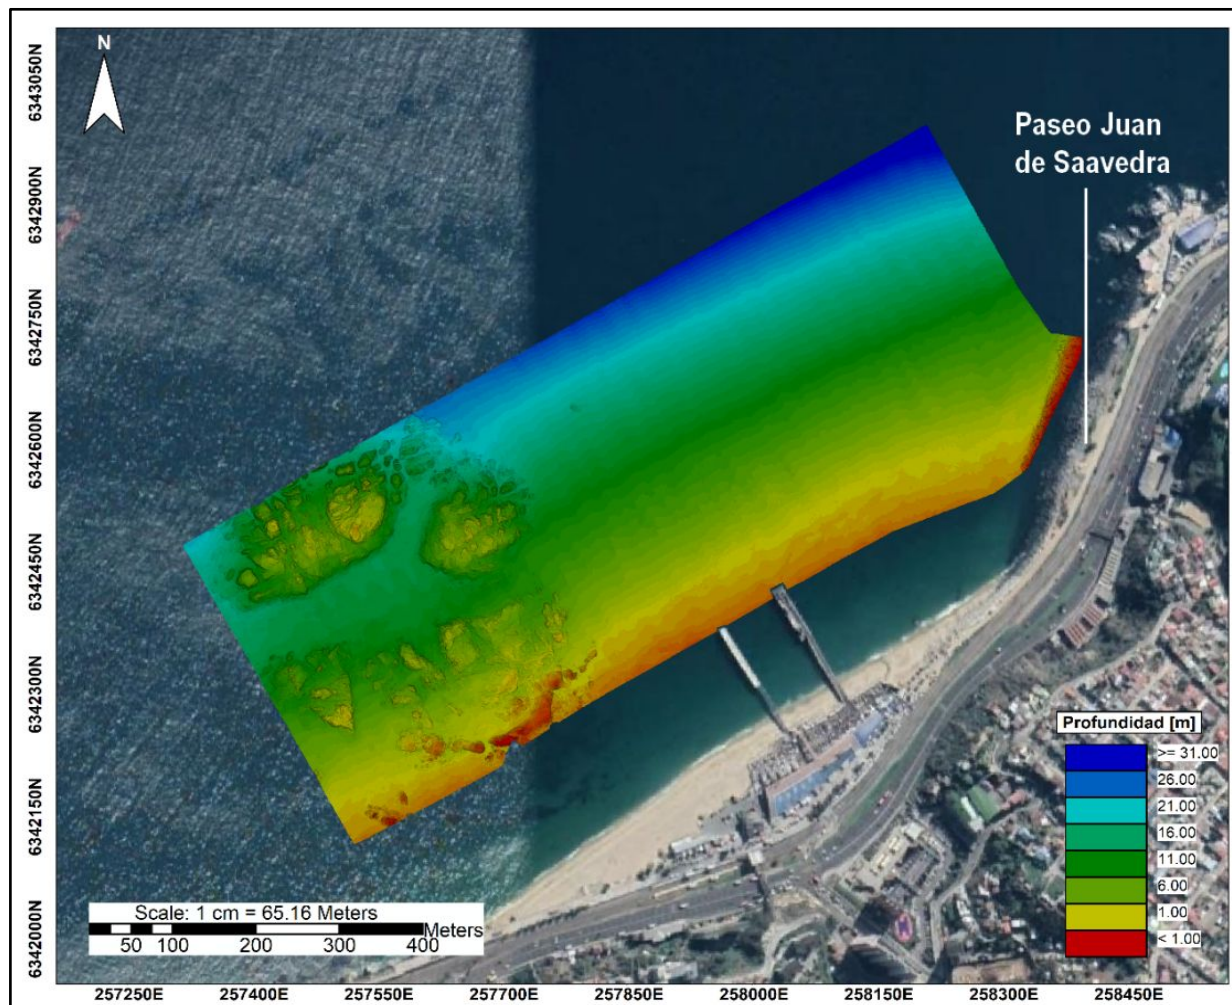 N
Paseo Juan
de Saavedra
6343050N
6342900N
6342750N
6342600N
6342450N
6342300N
6342150N
6342000N
Profundidad [m]
>= 31.00
26.00
21.00
16.00
11.00
6.00
1.00
< 1.00
Scale: 1 cm = 65.16 Meters
50 100 200 300 400 Meters
257250E 257400E 257550E 257700E 257850E 258000E 258150E 258300E 258450E